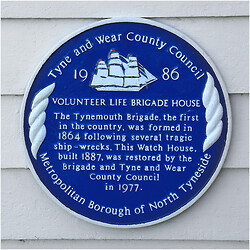 Tyne and Wear County Council
1986
VOLUNTEER LIFE BRIGADE HOUSE
The Tynemouth Brigade, the first
in the country, was formed in
1864 following several tragic
ship-wrecks. This Watch House,
built 1887, was restored by the
Brigade and Tyne and Wear
County Council
in 1977.
Metropolitan Borough of North Tyneside